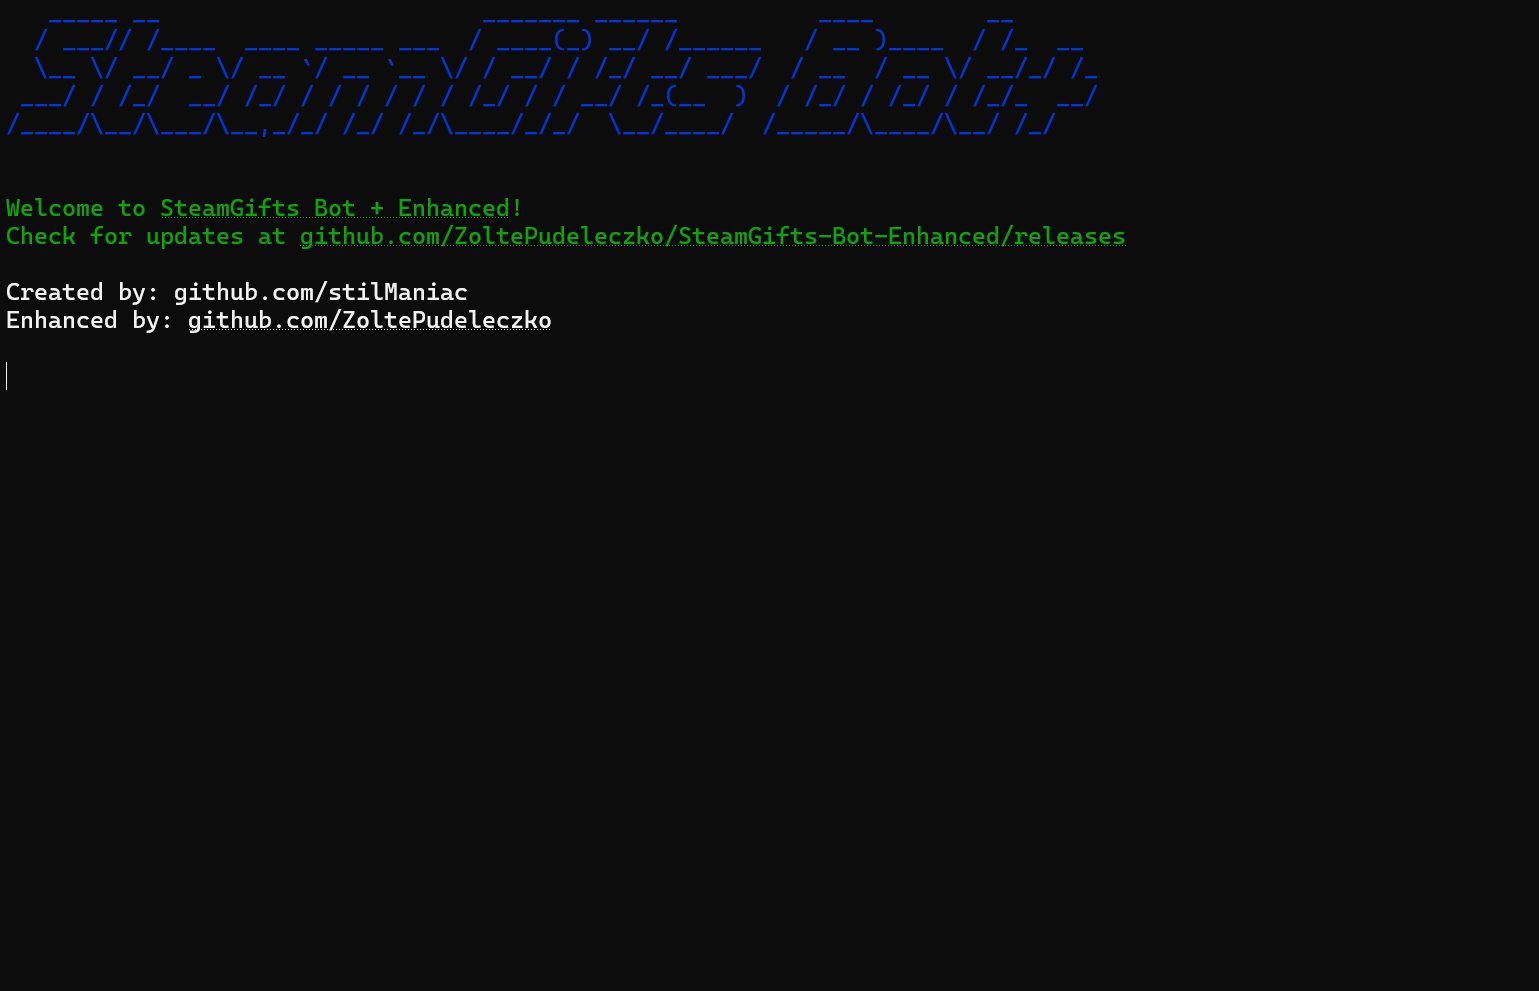 SteamGifts Bot+
Welcome to SteamGifts Bot + Enhanced!
Check for updates at github.com/ZoltePudeleczko/SteamGifts-Bot-Enhanced/releases
Created by: github.com/stilManiac
Enhanced by: github.com/ZoltePudeleczko